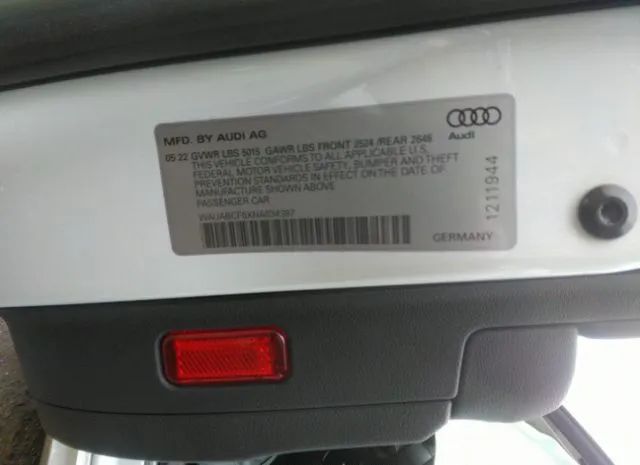 MFD. BY AUDI AG
Audi
05 22 GVWR LBS 5015 GAWR LBS FRONT 2524 /REAR 2646
THIS VEHICLE CONFORMS TO ALL APPLICABLE U.S.
FEDERAL MOTOR VEHICLE SAFETY, BUMPER AND THEFT
PREVENTION STANDARDS IN EFFECT ON THE DATE OF
MANUFACTURE SHOWN ABOVE
PASSENGER CAR
GERMANY
1211944